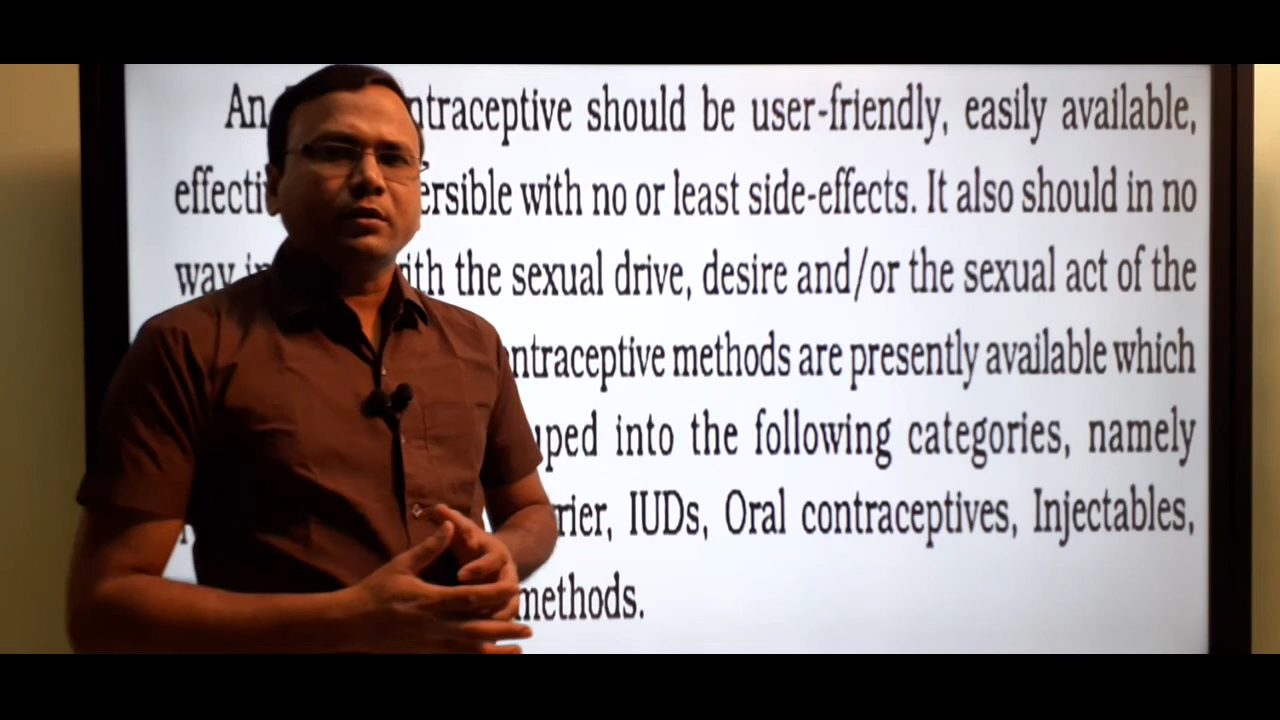 An ntraceptive should be user-friendly, easily available,
effecti ersible with no or least side-effects. It also should in no
way in ith the sexual drive, desire and/or the sexual act of the
ntraceptive methods are presently available which
uped into the following categories, namely
rier, IUDs, Oral contraceptives, Injectables,
methods.